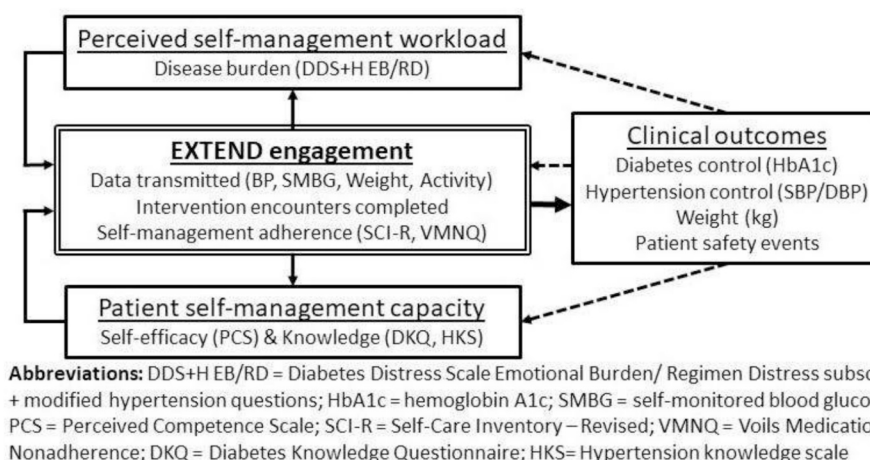 Perceived self-management workload
Disease burden (DDS+H EB/RD)
EXTEND engagement
Data transmitted (BP, SMBG, Weight, Activity)
Intervention encounters completed
Self-management adherence (SCI-R, VMNQ)
Clinical outcomes
Diabetes control (HbA1c)
Hypertension control (SBP/DBP)
Weight (kg)
Patient safety events
Patient self-management capacity
Self-efficacy (PCS) & Knowledge (DKQ, HKS)
Abbreviations: DDS+H EB/RD = Diabetes Distress Scale Emotional Burden/ Regimen Distress
+ modified hypertension questions; HbA1c = hemoglobin A1c; SMBG = self-monitored blood
PCS = Perceived Competence Scale; SCI-R = Self-Care Inventory – Revised; VMNQ = Voils
Nonadherence; DKQ = Diabetes Knowledge Questionnaire; HKS= Hypertension knowledge scale